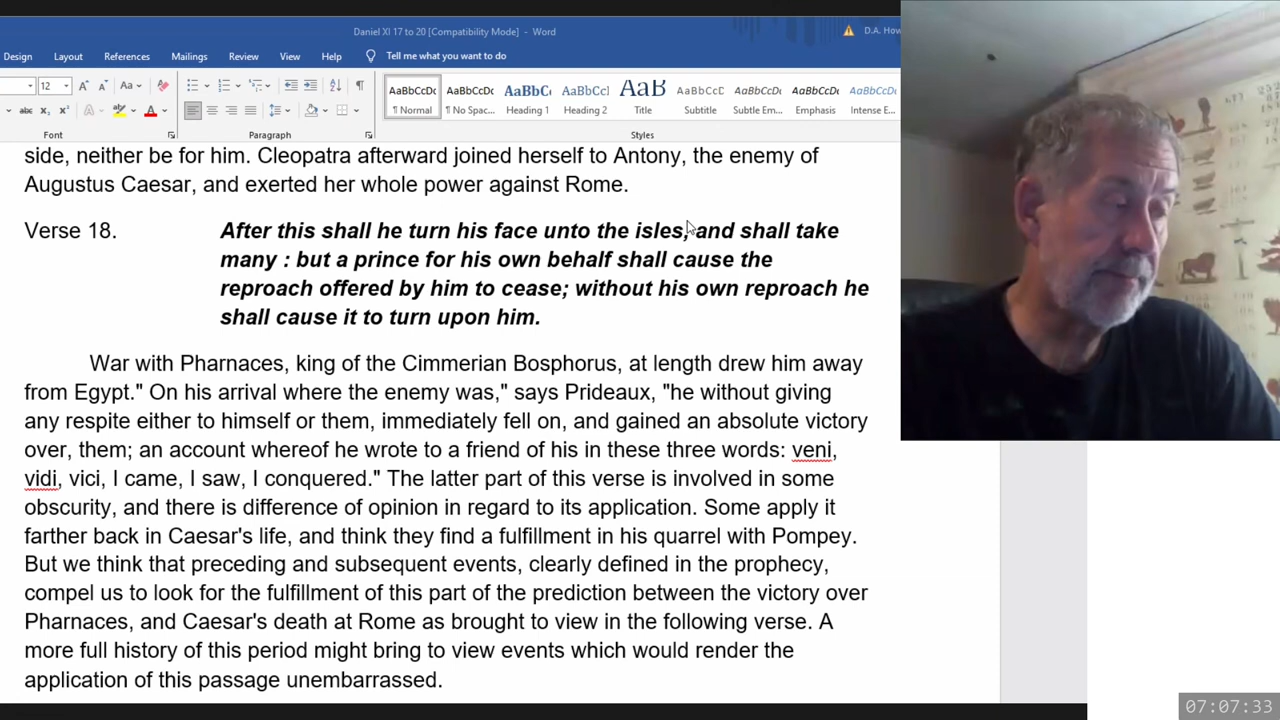 Daniel XI 17 to 20 [Compatibility Mode] - Word
D.A. How
Design Layout References Mailings Review View Help Tell me what you want to do
12 Aa
abc x₁ x² A
AaBbCcDc AaBbCcDc AaBbC AaBbCcI AaB AaBbCcD AaBbCcDc AaBbCcDc AaBbCcDc
¶ Normal ¶ No Spac... Heading 1 Heading 2 Title Subtitle Subtle Em... Emphasis Intense E...
Font Paragraph Styles
side, neither be for him. Cleopatra afterward joined herself to Antony, the enemy of
Augustus Caesar, and exerted her whole power against Rome.
Verse 18. After this shall he turn his face unto the isles, and shall take
many : but a prince for his own behalf shall cause the
reproach offered by him to cease; without his own reproach he
shall cause it to turn upon him.
War with Pharnaces, king of the Cimmerian Bosphorus, at length drew him away
from Egypt." On his arrival where the enemy was," says Prideaux, "he without giving
any respite either to himself or them, immediately fell on, and gained an absolute victory
over, them; an account whereof he wrote to a friend of his in these three words: veni,
vidi, vici, I came, I saw, I conquered." The latter part of this verse is involved in some
obscurity, and there is difference of opinion in regard to its application. Some apply it
farther back in Caesar's life, and think they find a fulfillment in his quarrel with Pompey.
But we think that preceding and subsequent events, clearly defined in the prophecy,
compel us to look for the fulfillment of this part of the prediction between the victory over
Pharnaces, and Caesar's death at Rome as brought to view in the following verse. A
more full history of this period might bring to view events which would render the
application of this passage unembarrassed.
07:07:33